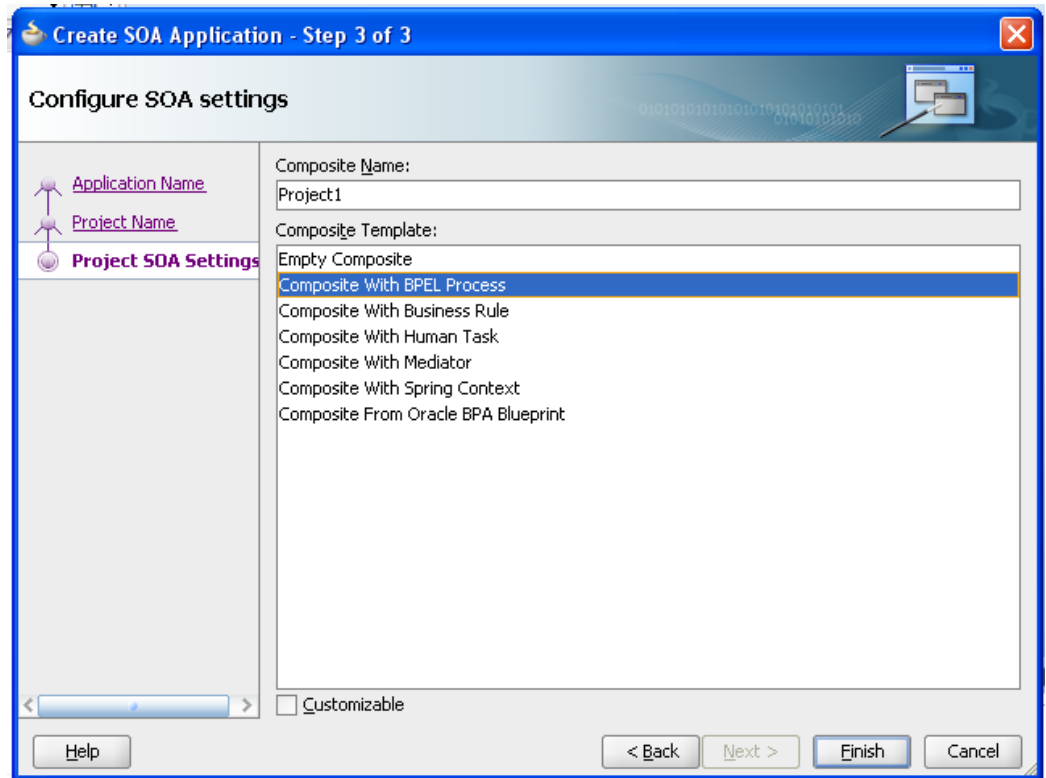 Create SOA Application - Step 3 of 3
Configure SOA settings
Application Name
Project Name
Project SOA Settings
Composite Name:
Project1
Composite Template:
Empty Composite
Composite With BPEL Process
Composite With Business Rule
Composite With Human Task
Composite With Mediator
Composite With Spring Context
Composite From Oracle BPA Blueprint
Customizable
Help
< Back
Next >
Finish
Cancel